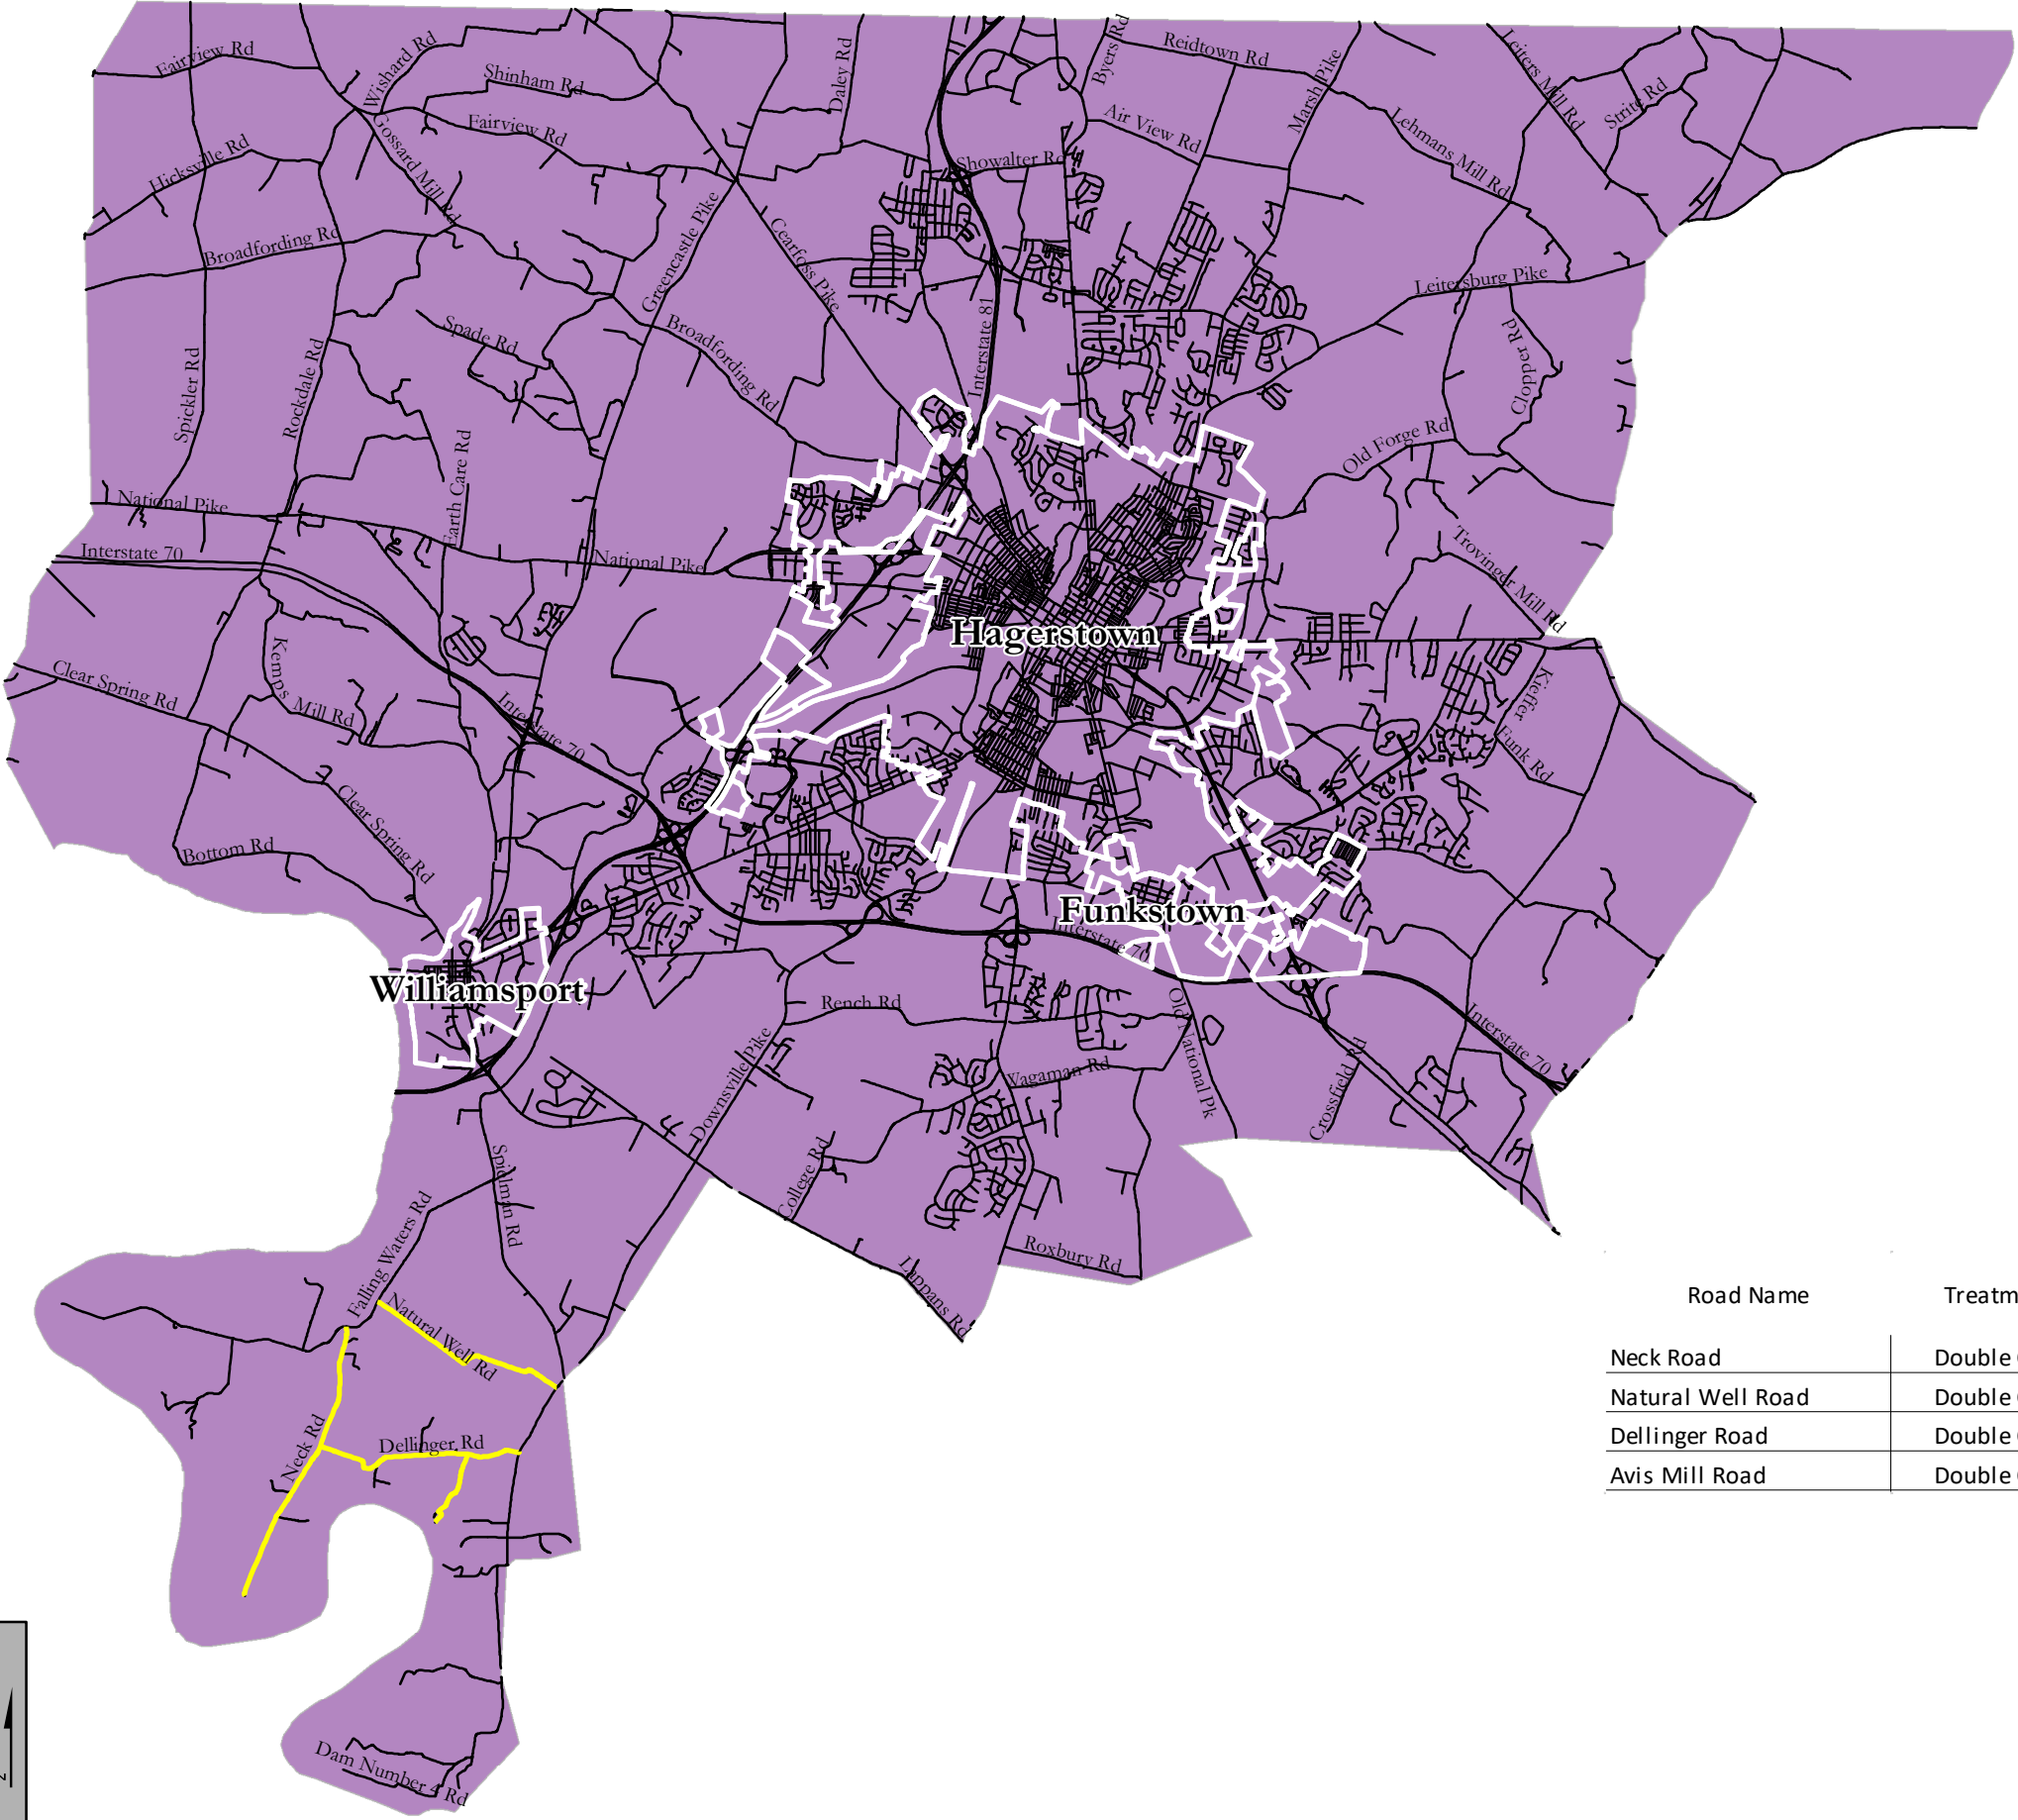 Fairview Rd
Wishard Rd
Shinham Rd
Daley Rd
Byers Rd
Reidtown Rd
Marsh Pike
Leiters Mill Rd
Strite Rd
Fairview Rd
Gossard Mill Rd
Air View Rd
Lehmans Mill Rd
Hicksville Rd
Showalter Rd
Broadfording Rd
Greencastle Pike
Cearfoss Pike
Leitersburg Pike
Interstate 81
Spade Rd
Broadfording Rd
Clopper Rd
Spickler Rd
Rockdale Rd
Earth Care Rd
Old Forge Rd
National Pike
Interstate 70
National Pike
Trovinger Mill Rd
Hagerstown
Kemps Mill Rd
Clear Spring Rd
Interstate 70
Kieffer Funk Rd
Clear Spring Rd
Bottom Rd
Funkstown
Interstate 70
Williamsport
Rench Rd
Old National Pk
Interstate 70
Downsville Pike
Wagaman Rd
Crossfield Rd
College Rd
Spielman Rd
Falling Waters Rd
Roxbury Rd
Lappans Rd
Natural Well Rd
Neck Rd
Dellinger Rd
Dam Number 4 Rd
Road Name Treatm
Neck Road Double
Natural Well Road Double
Dellinger Road Double
Avis Mill Road Double